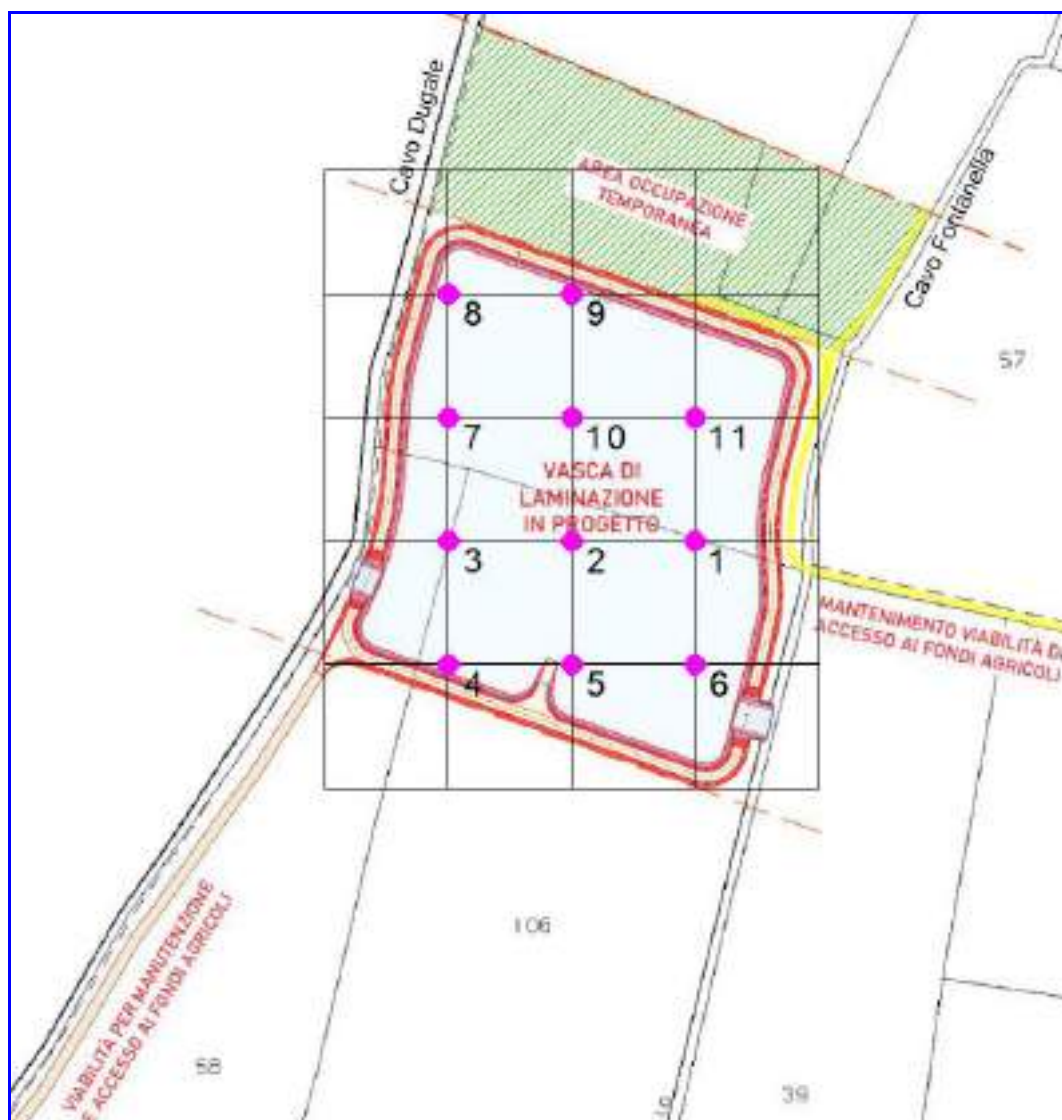 Cavo Dugale
AREA OCCUPAZIONE
TEMPORANEA
Cavo Fontanella
57
8
9
7
10
11
VASCA DI
LAMINAZIONE
IN PROGETTO
3
2
1
MANTENIMENTO VIABILITÀ
ACCESSO AI FONDI AGRICOLI
4
5
6
VIABILITÀ PER MANUTENZIONE
E ACCESSO AI FONDI AGRICOLI
106
58
39